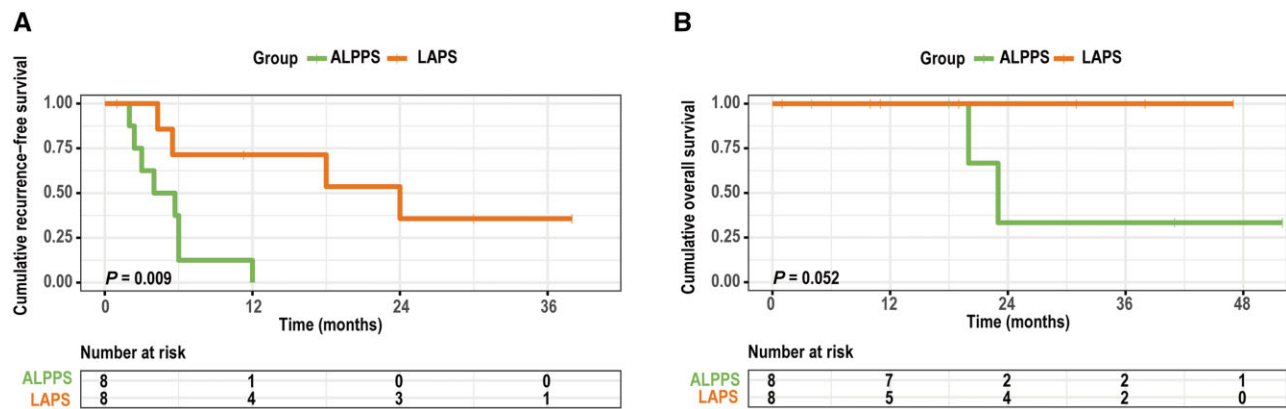 A
Group ALPPS LAPS
Cumulative recurrence-free survival
1.00
0.75
0.50
0.25
0.00
P = 0.009
0 12 24 36
Time (months)
Number at risk
ALPPS 8 1 0 0
LAPS 8 4 3 1
B
Group ALPPS LAPS
Cumulative overall survival
1.00
0.75
0.50
0.25
0.00
P = 0.052
0 12 24 36 48
Time (months)
Number at risk
ALPPS 8 7 2 2 1
LAPS 8 5 4 2 0